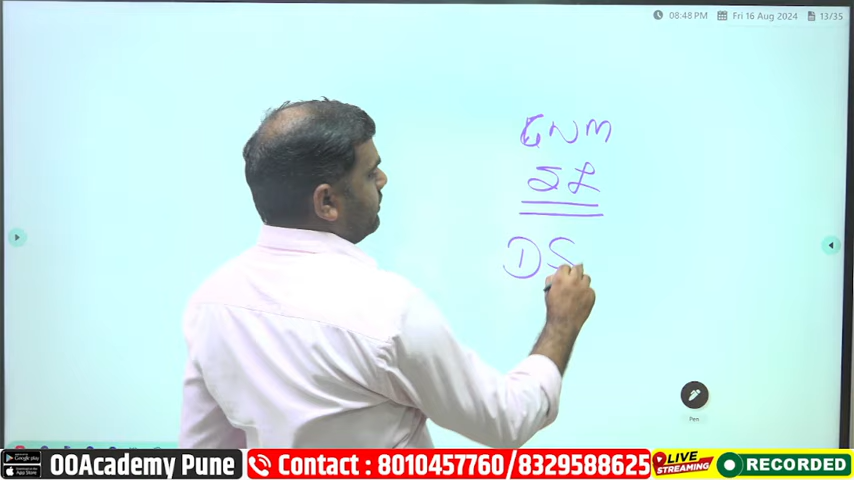 08:48 PM Fri 16 Aug 2024 13/35
GNM
DS
Pen
OOAcademy Pune Contact : 8010457760/8329588625 LIVE STREAMING RECORDED